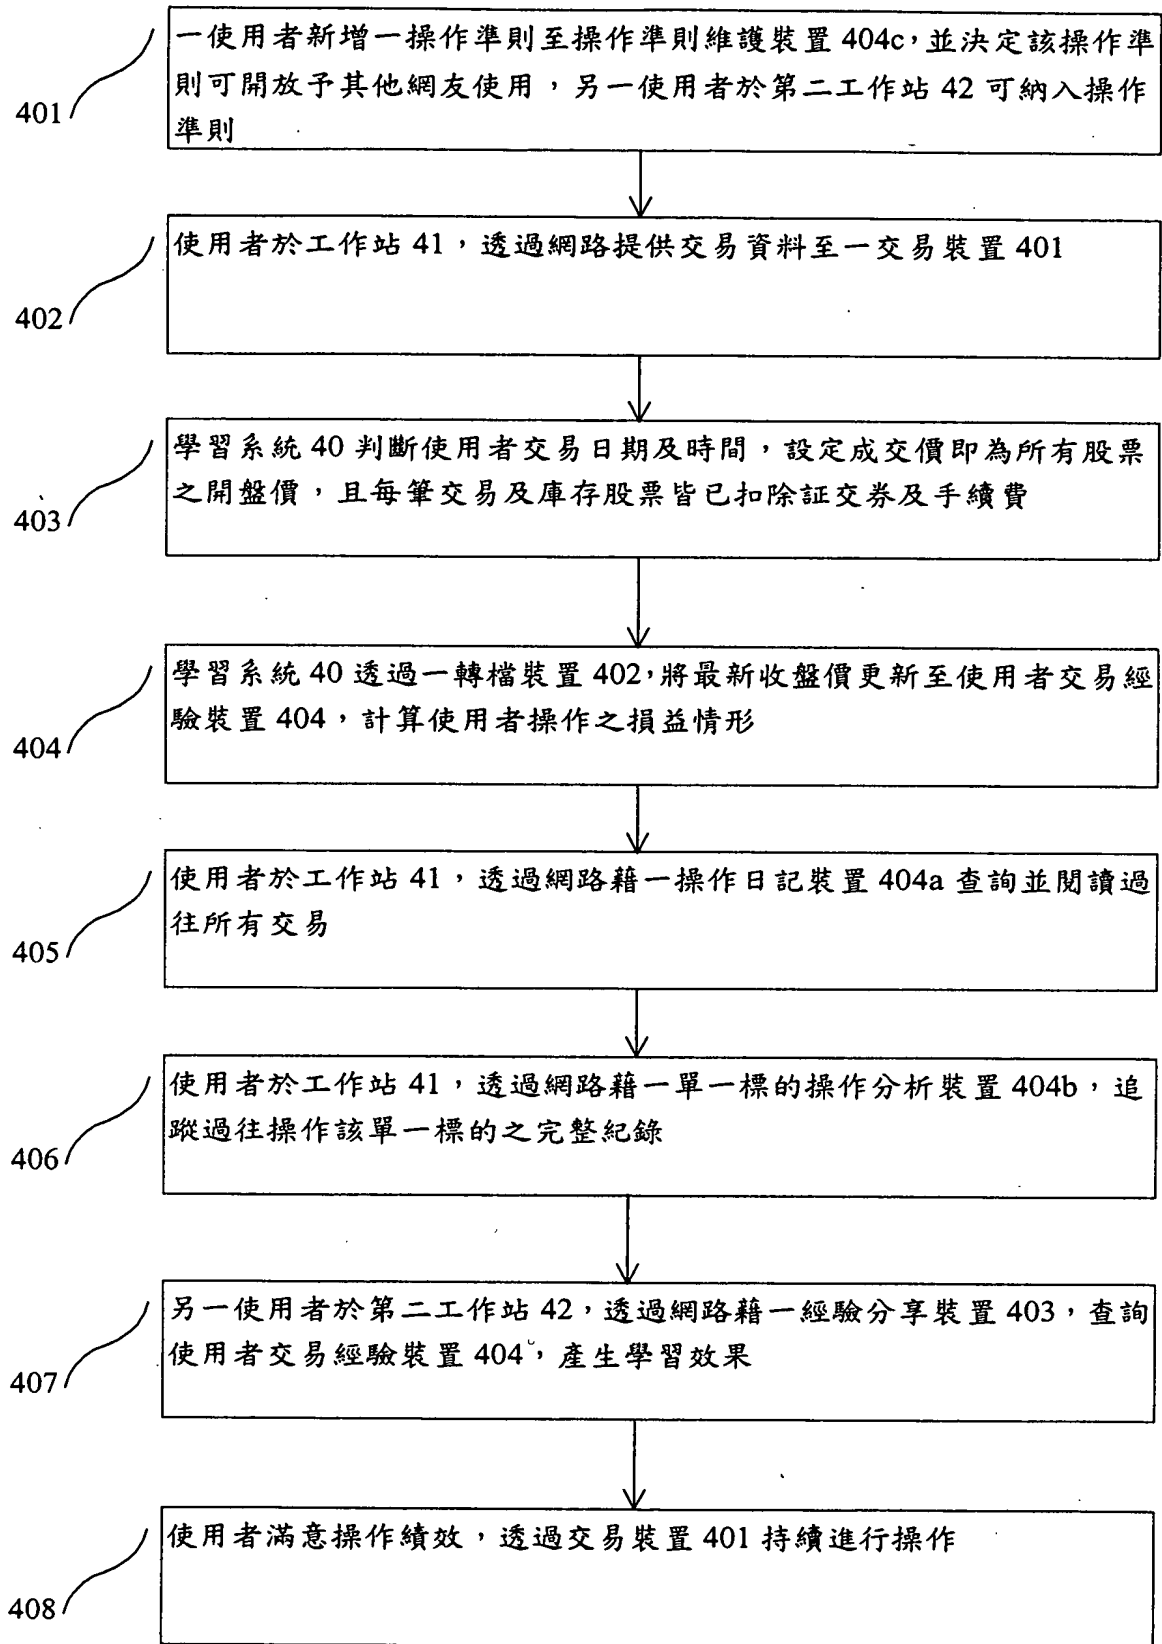 一使用者新增一操作準則至操作準則維護裝置 404c，並決定該操作準
則可開放予其他網友使用，另一使用者於第二工作站 42 可納入操作
準則
401
使用者於工作站 41，透過網路提供交易資料至一交易裝置 401
402
學習系統 40 判斷使用者交易日期及時間，設定成交價即為所有股票
之開盤價，且每筆交易及庫存股票皆已扣除証交券及手續費
403
學習系統 40 透過一轉檔裝置 402，將最新收盤價更新至使用者交易經
驗裝置 404，計算使用者操作之損益情形
404
使用者於工作站 41，透過網路藉一操作日記裝置 404a 查詢並閱讀過
往所有交易
405
使用者於工作站 41，透過網路藉一單一標的操作分析裝置 404b，追
蹤過往操作該單一標的之完整紀錄
406
另一使用者於第二工作站 42，透過網路藉一經驗分享裝置 403，查詢
使用者交易經驗裝置 404，產生學習效果
407
使用者滿意操作績效，透過交易裝置 401 持續進行操作
408